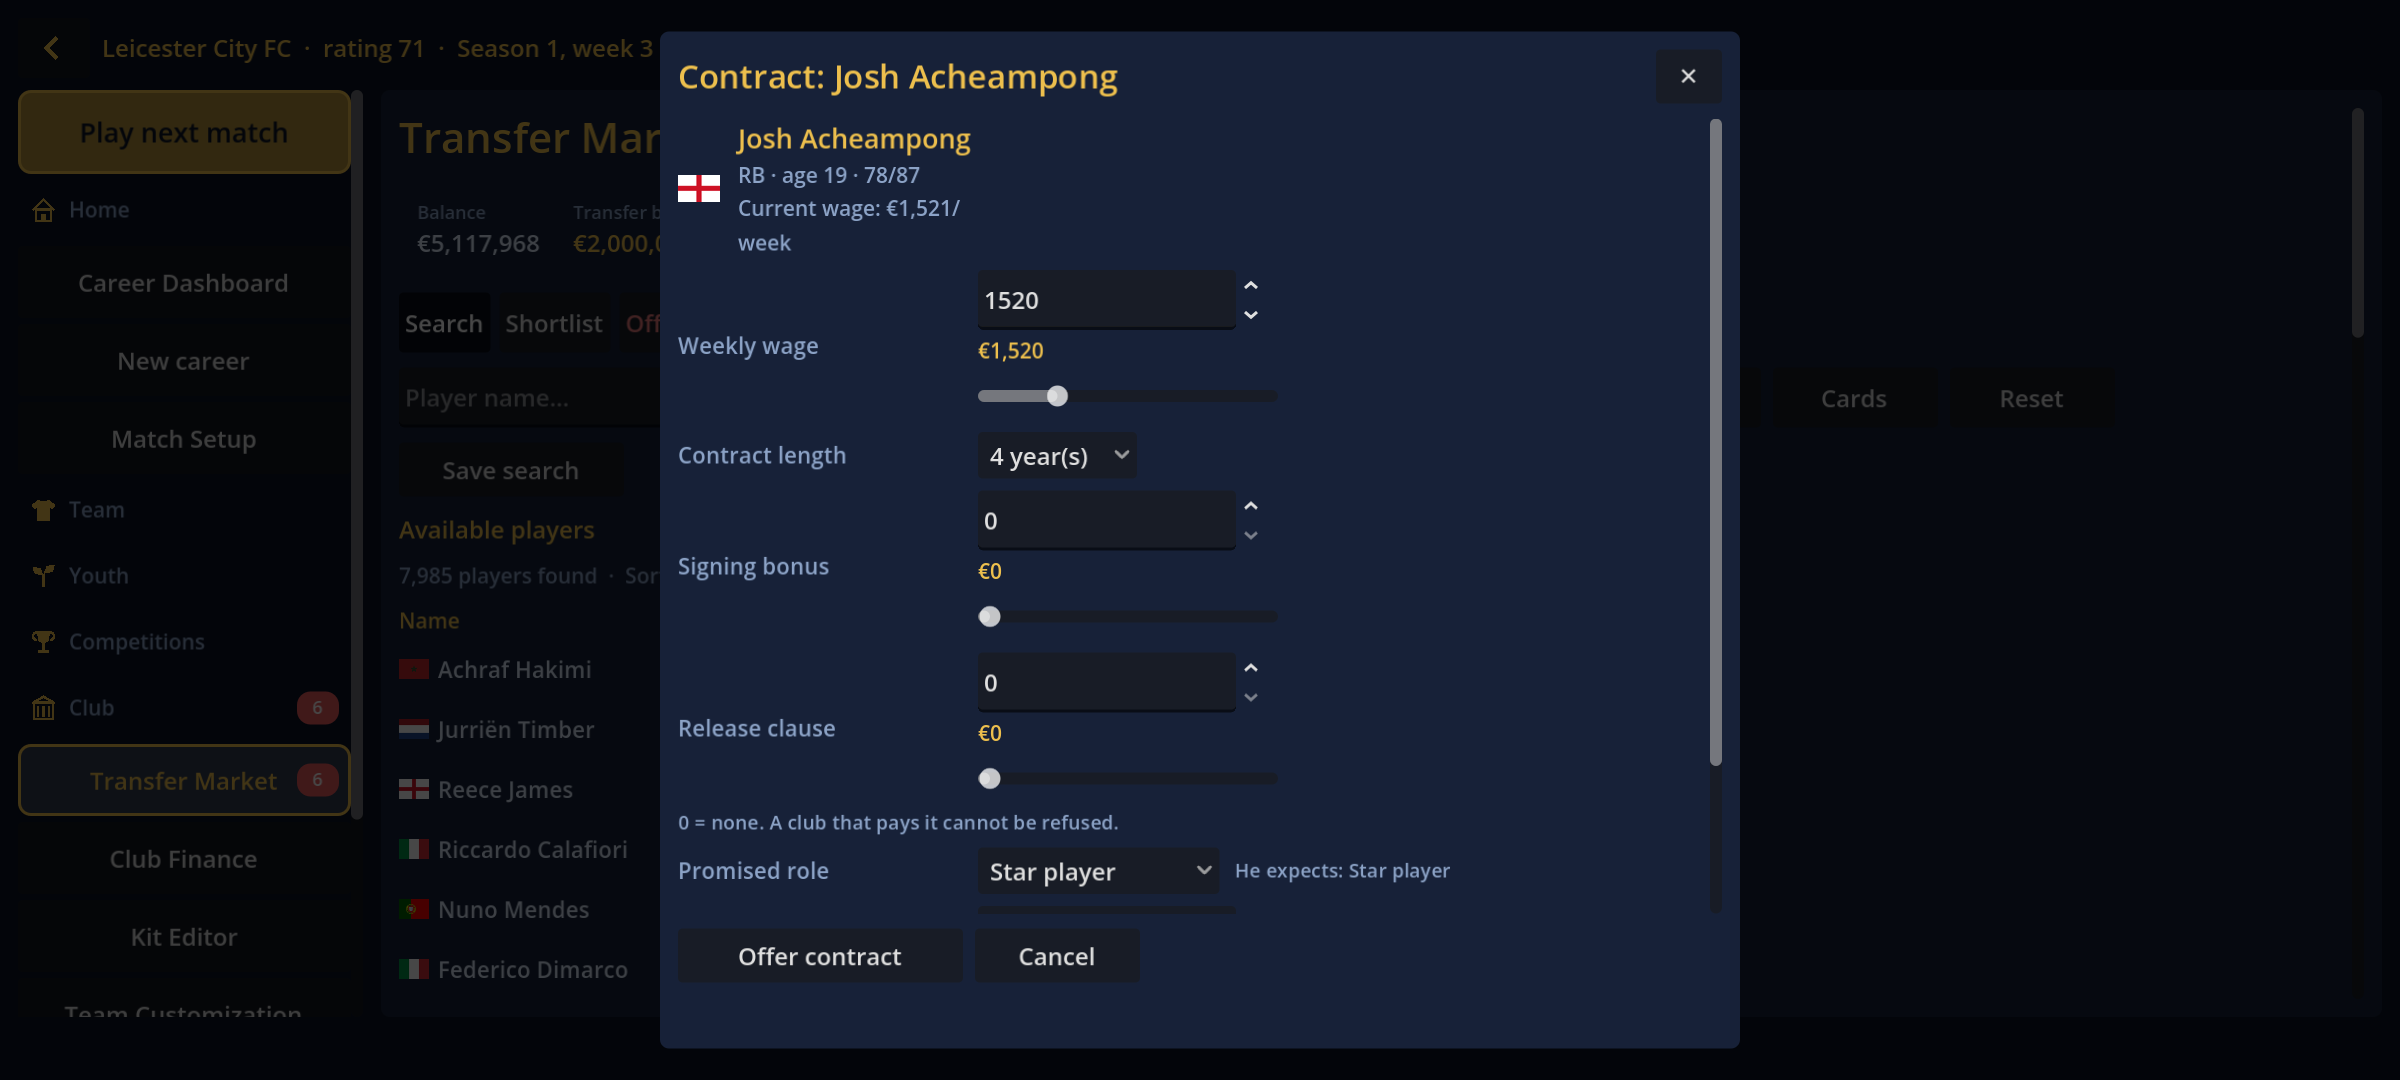 Leicester City FC · rating 71 · Season 1, week 3
Play next match
Home
Career Dashboard
New career
Match Setup
Team
Youth
Competitions
Club 6
Transfer Market 6
Club Finance
Kit Editor
Team Customization
Transfer Mar
Balance
€5,117,968
Transfer b
€2,000,0
Search
Shortlist
Off
Player name...
Cards
Reset
Save search
Available players
7,985 players found · Sor
Name
Achraf Hakimi
Jurriën Timber
Reece James
Riccardo Calafiori
Nuno Mendes
Federico Dimarco
Contract: Josh Acheampong
Josh Acheampong
RB · age 19 · 78/87
Current wage: €1,521/
week
Weekly wage
1520
€1,520
Contract length
4 year(s)
Signing bonus
0
€0
Release clause
0
€0
0 = none. A club that pays it cannot be refused.
Promised role
Star player
He expects: Star player
Offer contract
Cancel